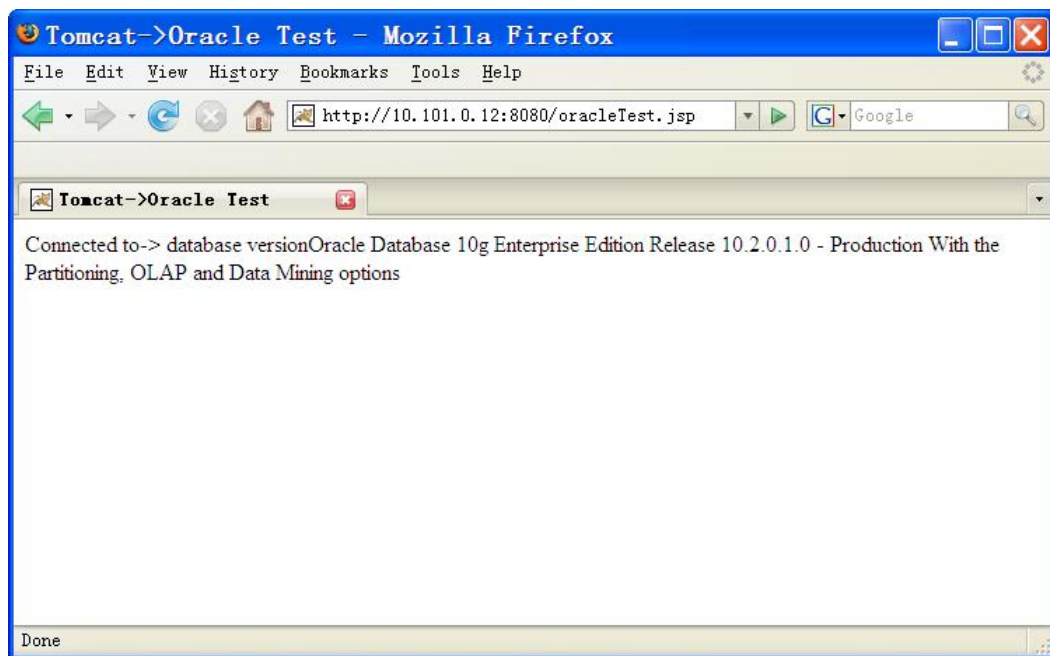 Tomcat->Oracle Test - Mozilla Firefox
File Edit View History Bookmarks Tools Help
http://10.101.0.12:8080/oracleTest.jsp G Google
Tomcat->Oracle Test
Connected to-> database versionOracle Database 10g Enterprise Edition Release 10.2.0.1.0 - Production With the
Partitioning, OLAP and Data Mining options
Done